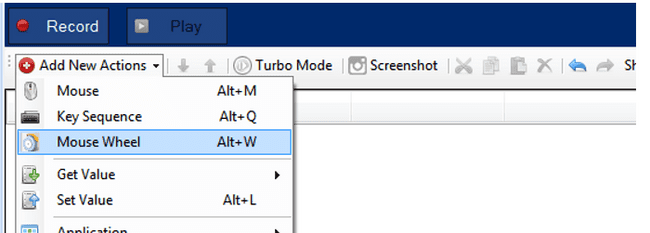 Record Play
Add New Actions Turbo Mode Screenshot
Mouse Alt+M
Key Sequence Alt+Q
Mouse Wheel Alt+W
Get Value
Set Value Alt+L
Application